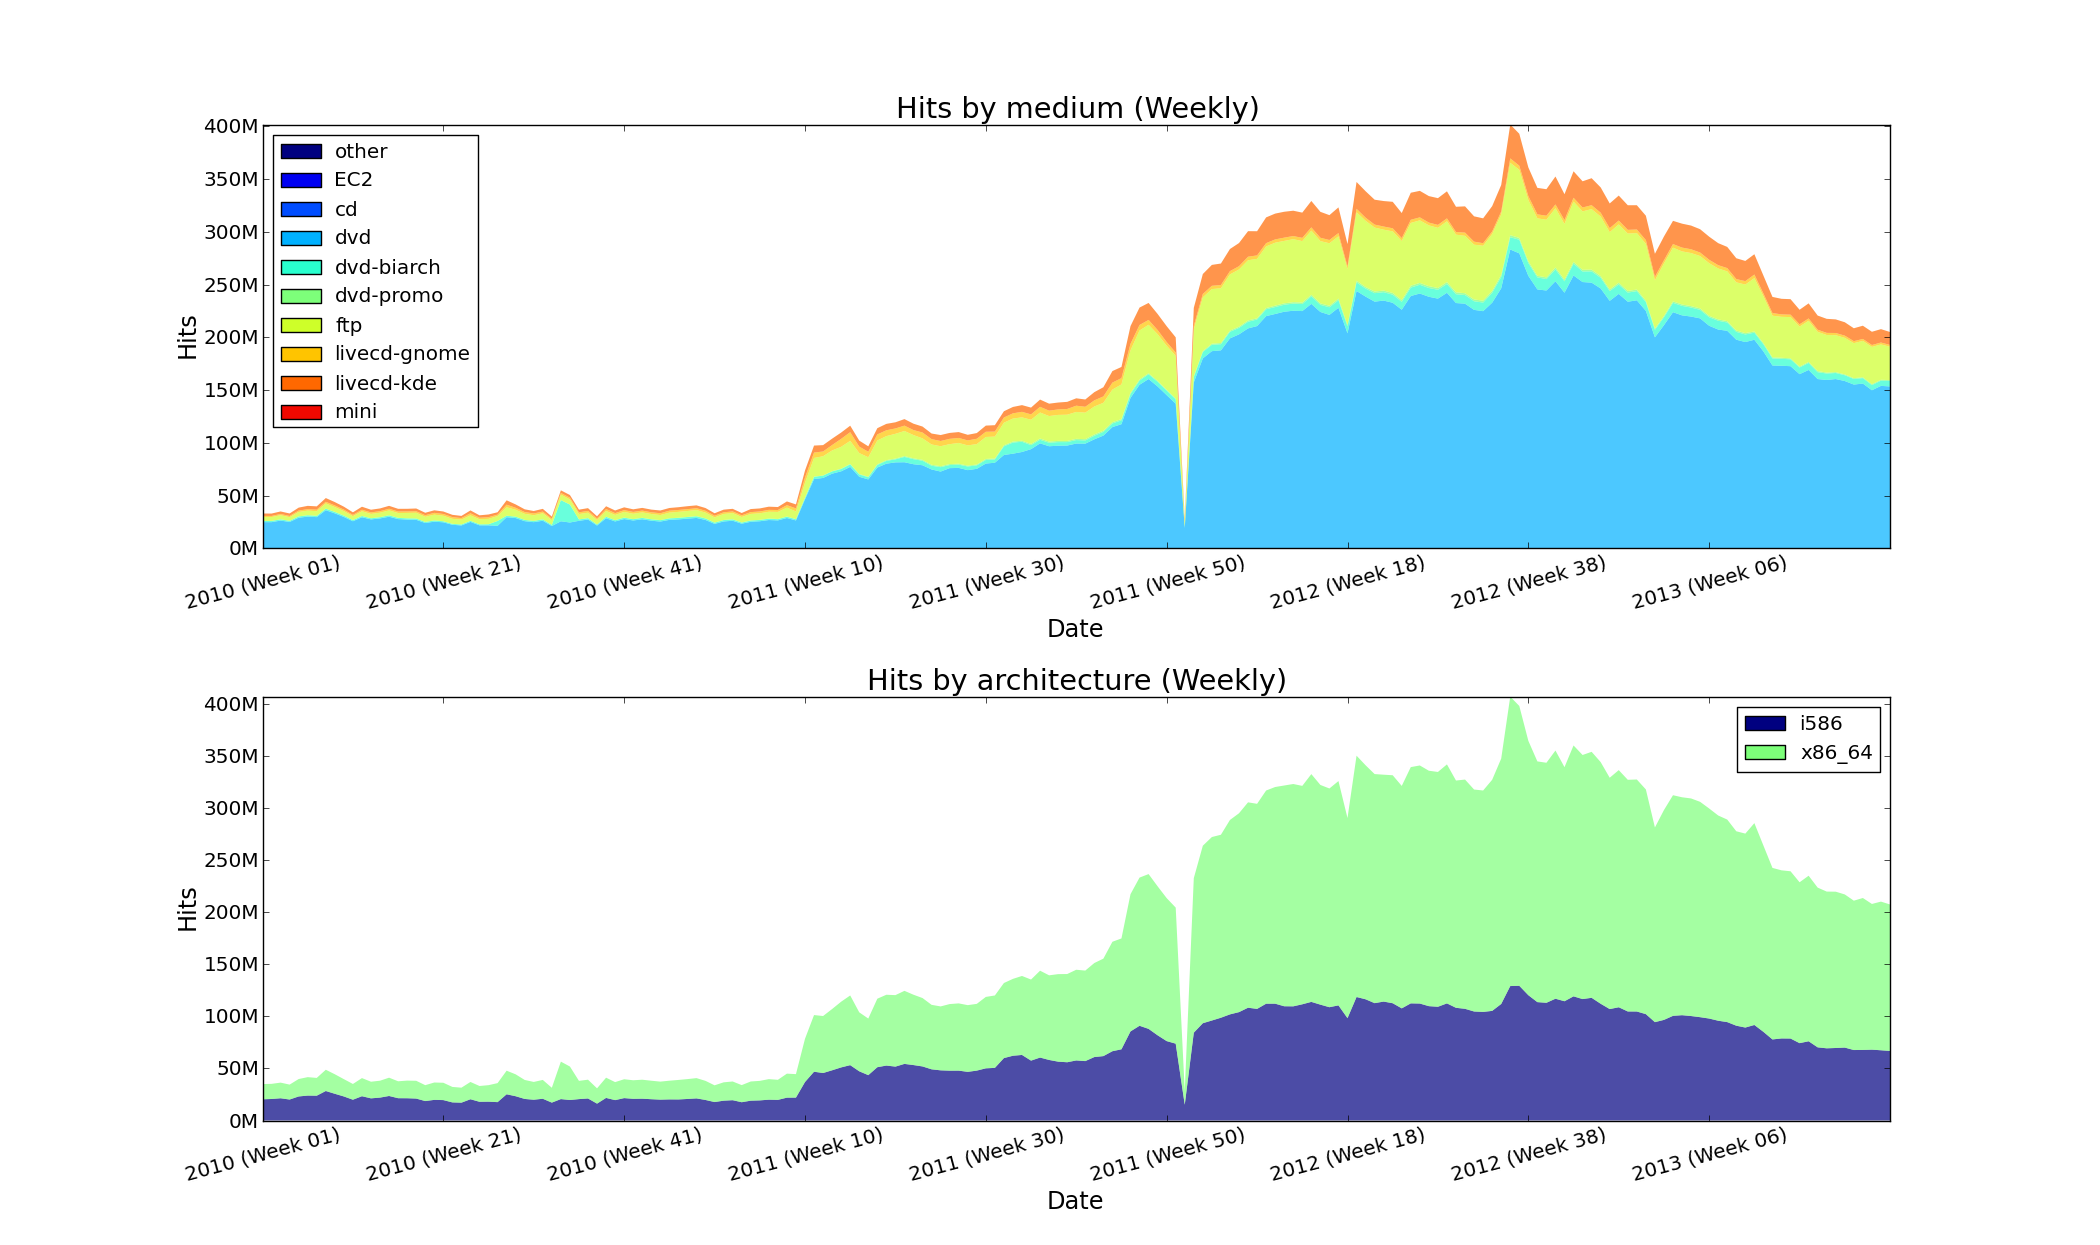 Hits by medium (Weekly)
400M
350M
300M
250M
200M
150M
100M
50M
0M
Hits
other
EC2
cd
dvd
dvd-biarch
dvd-promo
ftp
livecd-gnome
livecd-kde
mini
2010 (Week 01)
2010 (Week 21)
2010 (Week 41)
2011 (Week 10)
2011 (Week 30)
2011 (Week 50)
2012 (Week 18)
2012 (Week 38)
2013 (Week 06)
Date
Hits by architecture (Weekly)
400M
350M
300M
250M
200M
150M
100M
50M
0M
Hits
i586
x86_64
2010 (Week 01)
2010 (Week 21)
2010 (Week 41)
2011 (Week 10)
2011 (Week 30)
2011 (Week 50)
2012 (Week 18)
2012 (Week 38)
2013 (Week 06)
Date